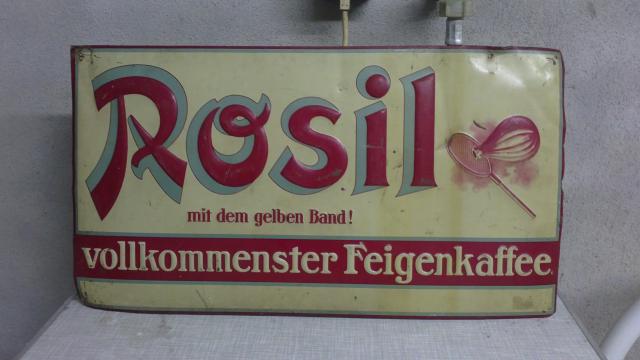 Rosil
mit dem gelben Band!
vollkommenster Feigenkaffee.